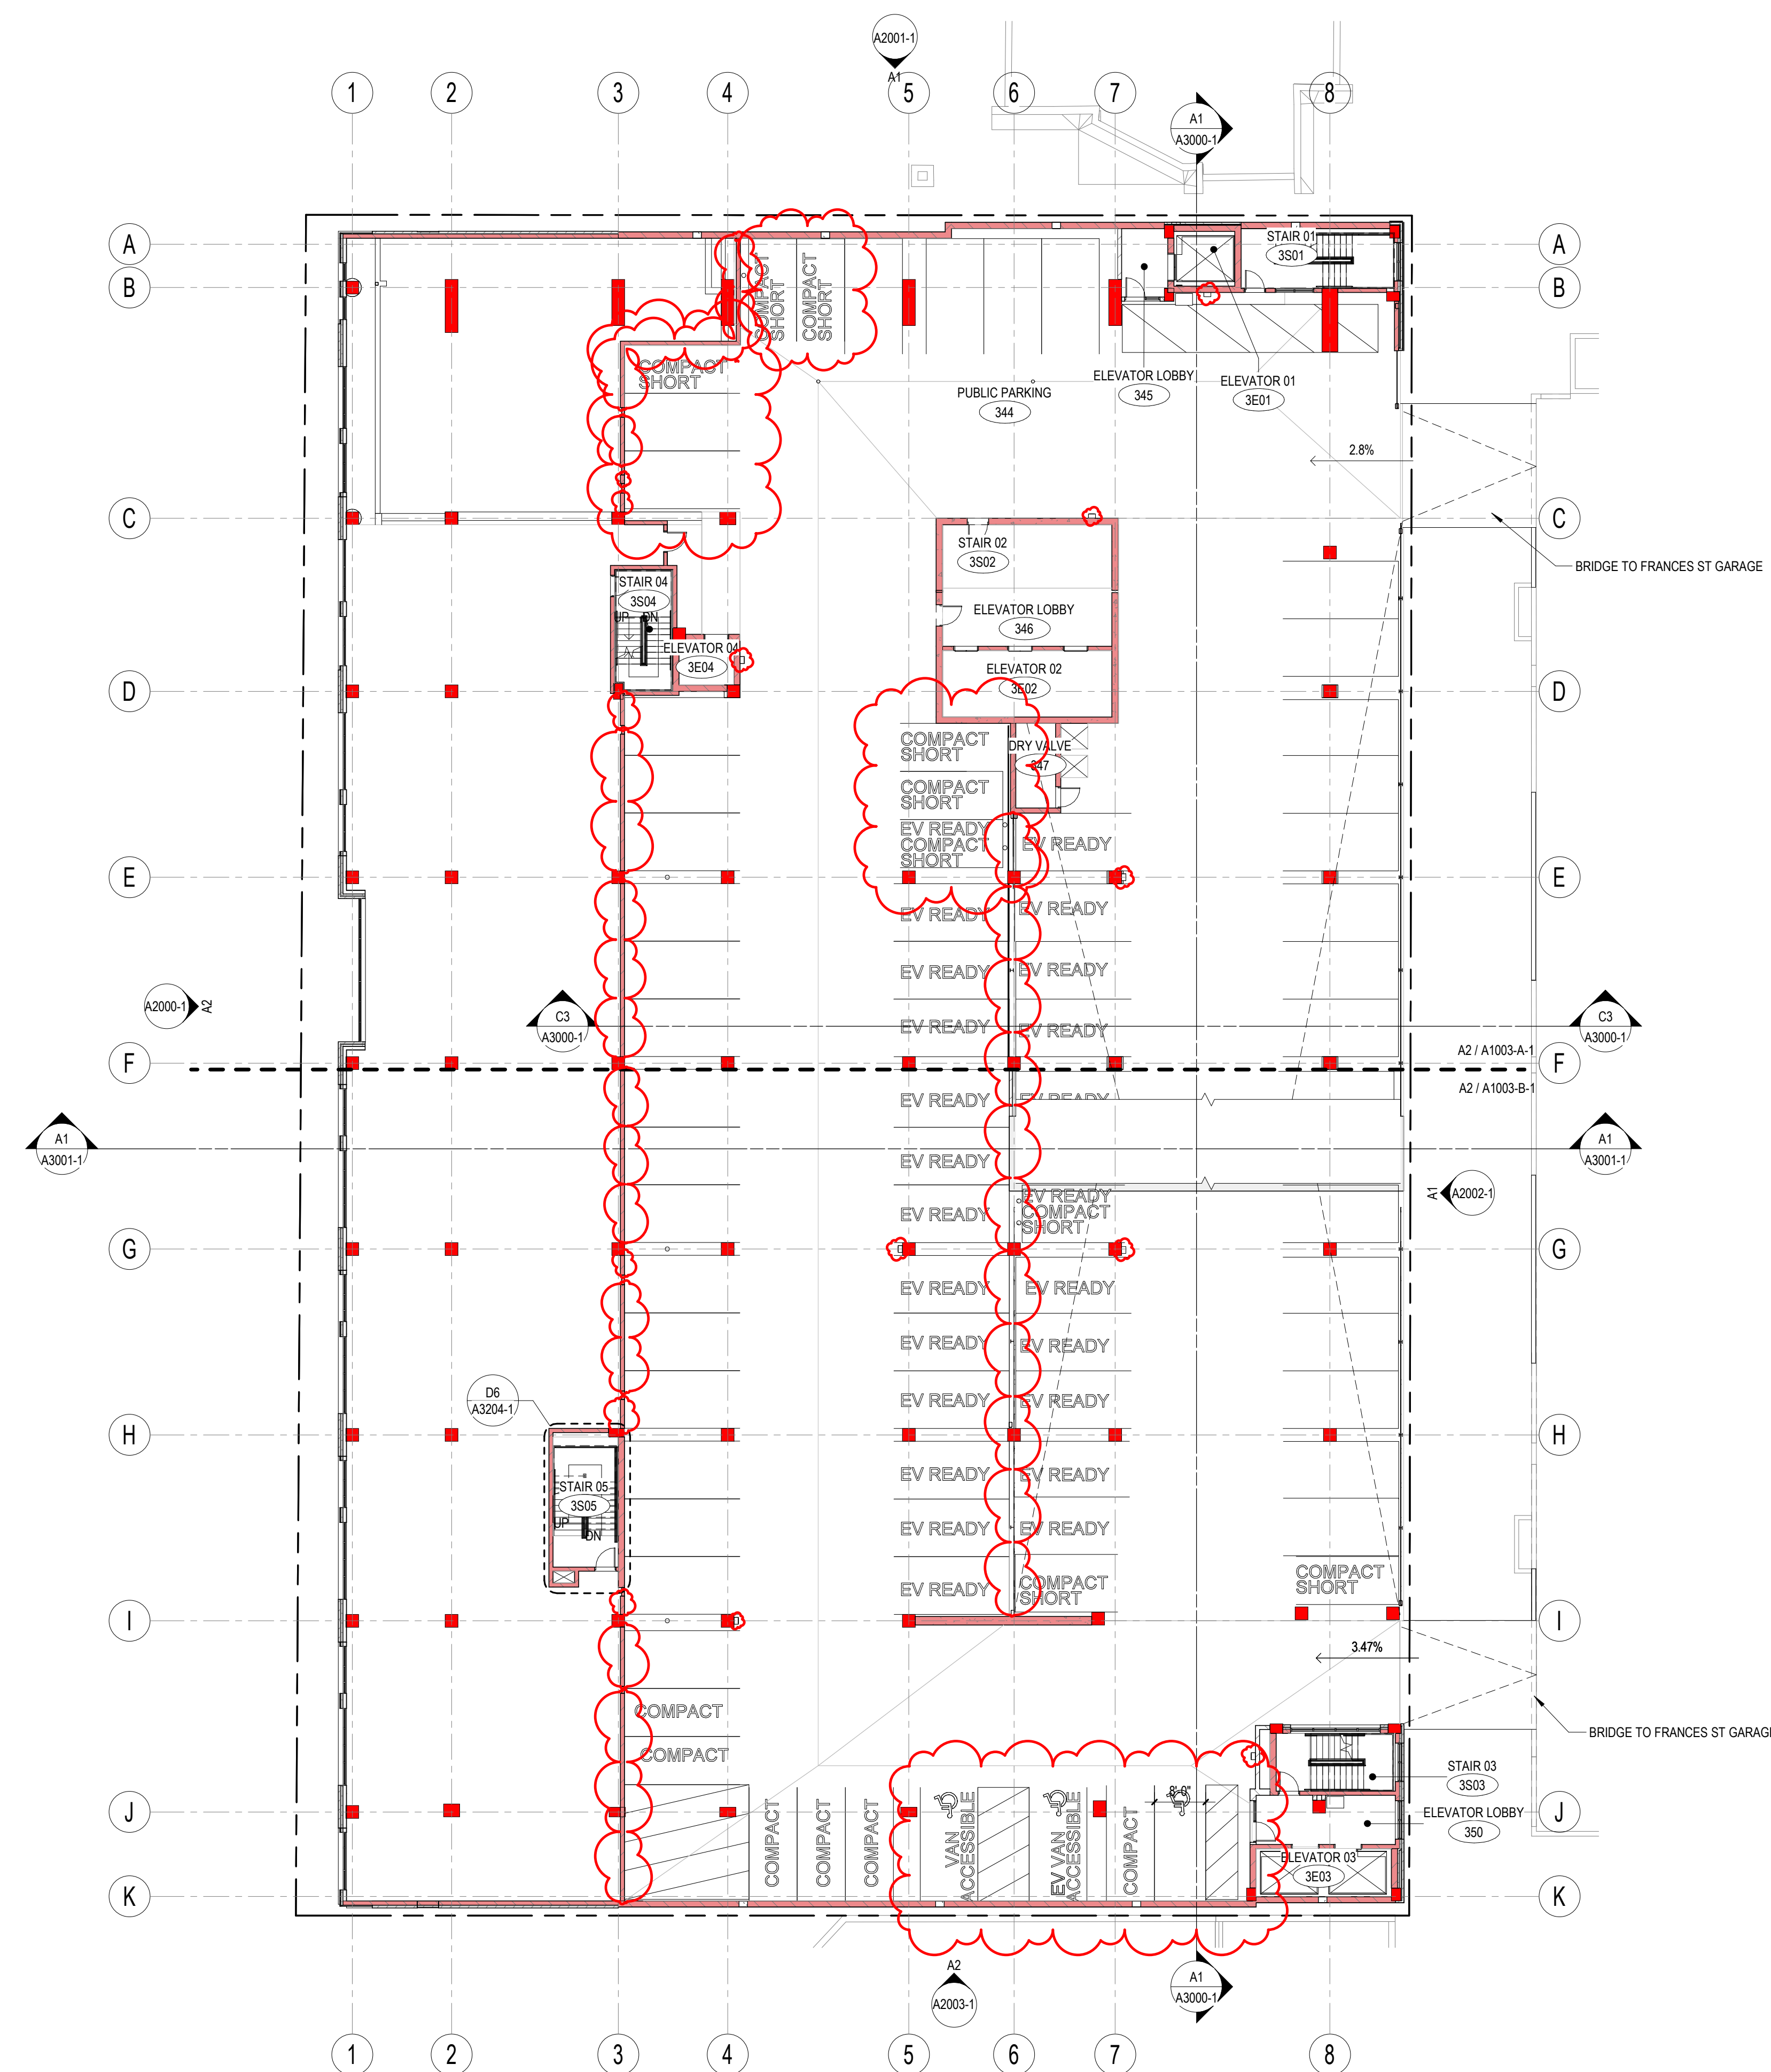 A2001-1
A1
1
2
3
4
5
6
7
8
A1
A3000-1
A
A
STAIR 01
3S01
B
B
COMPACT
SHORT
COMPACT
SHORT
COMPACT
SHORT
ELEVATOR LOBBY
345
ELEVATOR 01
3E01
PUBLIC PARKING
344
2.8%
C
C
STAIR 02
3S02
BRIDGE TO FRANCES ST GARAGE
STAIR 04
3S04
UP
DN
ELEVATOR LOBBY
346
ELEVATOR 04
3E04
ELEVATOR 02
3E02
D
D
COMPACT
SHORT
DRY VALVE
347
COMPACT
SHORT
EV READY
COMPACT
SHORT
EV READY
E
E
EV READY
EV READY
EV READY
EV READY
A2000-1
A2
C3
A3000-1
C3
A3000-1
EV READY
EV READY
A2 / A1003-A-1
F
F
A2 / A1003-B-1
EV READY
EV READY
A1
A3001-1
A1
A3001-1
EV READY
A1
A2002-1
EV READY
EV READY
COMPACT
SHORT
G
G
EV READY
EV READY
EV READY
EV READY
D6
A3204-1
EV READY
EV READY
H
H
EV READY
EV READY
STAIR 05
3S05
UP
DN
EV READY
EV READY
EV READY
COMPACT
SHORT
COMPACT
SHORT
I
I
3.47%
COMPACT
COMPACT
BRIDGE TO FRANCES ST GARAGE
STAIR 03
3S03
COMPACT
COMPACT
COMPACT
VAN
ACCESSIBLE
EV VAN
ACCESSIBLE
COMPACT
8'-0"
J
J
ELEVATOR LOBBY
350
ELEVATOR 03
3E03
K
K
A2
A2003-1
A1
A3000-1
1
2
3
4
5
6
7
8